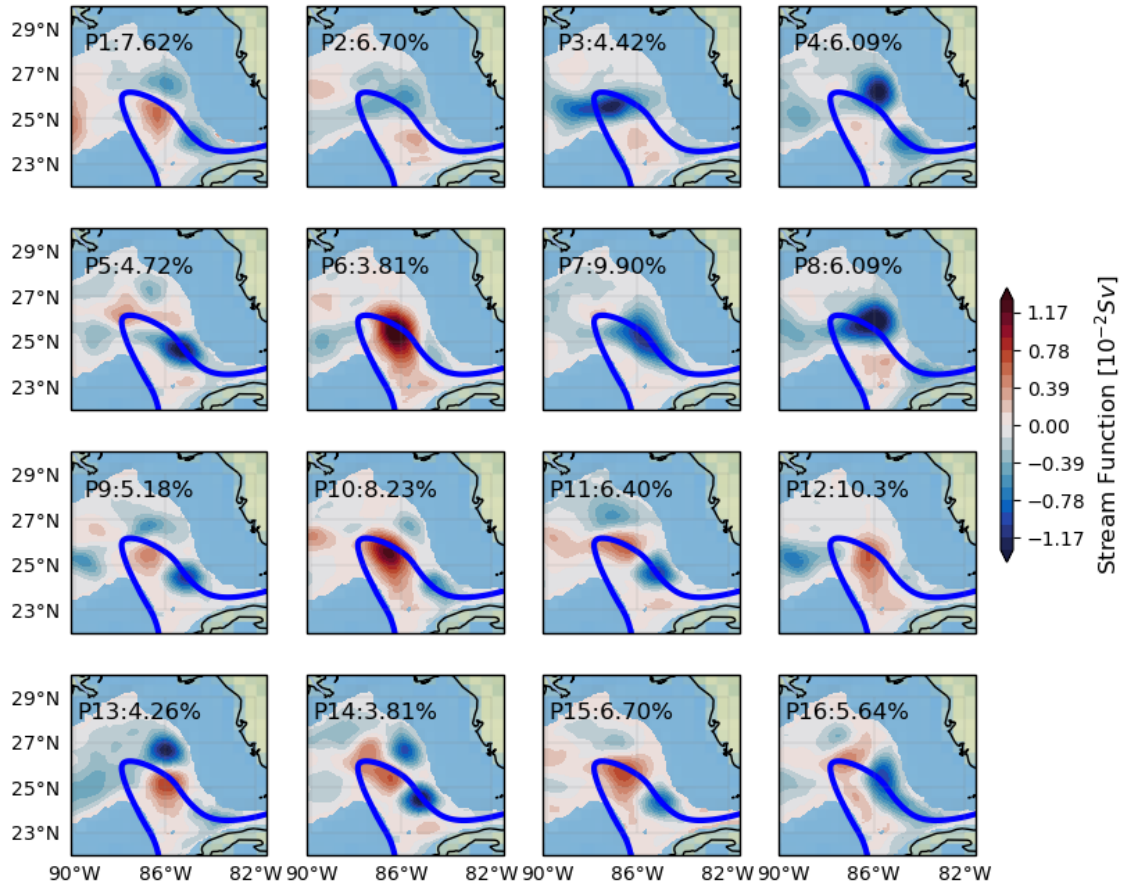 29°N
27°N
25°N
23°N
P1:7.62%
P2:6.70%
P3:4.42%
P4:6.09%
29°N
27°N
25°N
23°N
P5:4.72%
P6:3.81%
P7:9.90%
P8:6.09%
29°N
27°N
25°N
23°N
P9:5.18%
P10:8.23%
P11:6.40%
P12:10.3%
29°N
27°N
25°N
23°N
P13:4.26%
P14:3.81%
P15:6.70%
P16:5.64%
90°W 86°W 82°W 90°W 86°W 82°W 90°W 86°W 82°W 90°W 86°W 82°W
1.17
0.78
0.39
0.00
−0.39
−0.78
−1.17
Stream Function [10⁻²Sv]